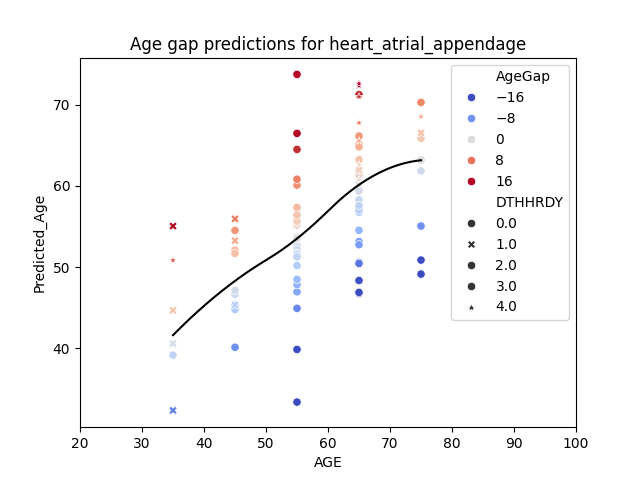 Age gap predictions for heart_atrial_appendage
Predicted_Age
70
60
50
40
20 30 40 50 60 70 80 90 100
AGE
AgeGap
−16
−8
0
8
16
DTHHRDY
0.0
1.0
2.0
3.0
4.0